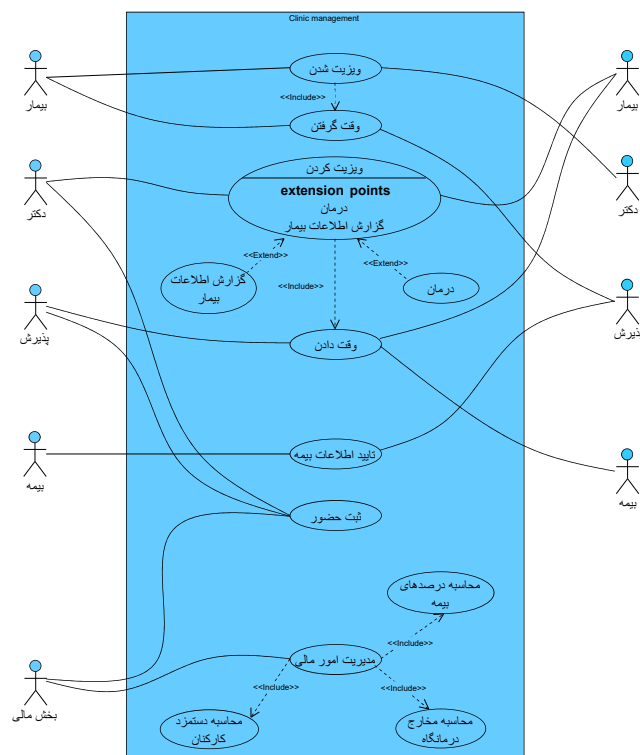 Clinic management
بیمار
بیمار
ویزیت شدن
<<Include>>
وقت گرفتن
دکتر
دکتر
ویزیت کردن
extension points
درمان
گزارش اطلاعات بیمار
<<Extend>>
<<Extend>>
<<Include>>
گزارش اطلاعات
بیمار
درمان
پذیرش
پذیرش
وقت دادن
بیمه
بیمه
تایید اطلاعات بیمه
ثبت حضور
محاسبه درصدهای
بیمه
<<Include>>
مدیریت امور مالی
<<Include>>
<<Include>>
بخش مالی
محاسبه دستمزد
کارکنان
محاسبه مخارج
درمانگاه